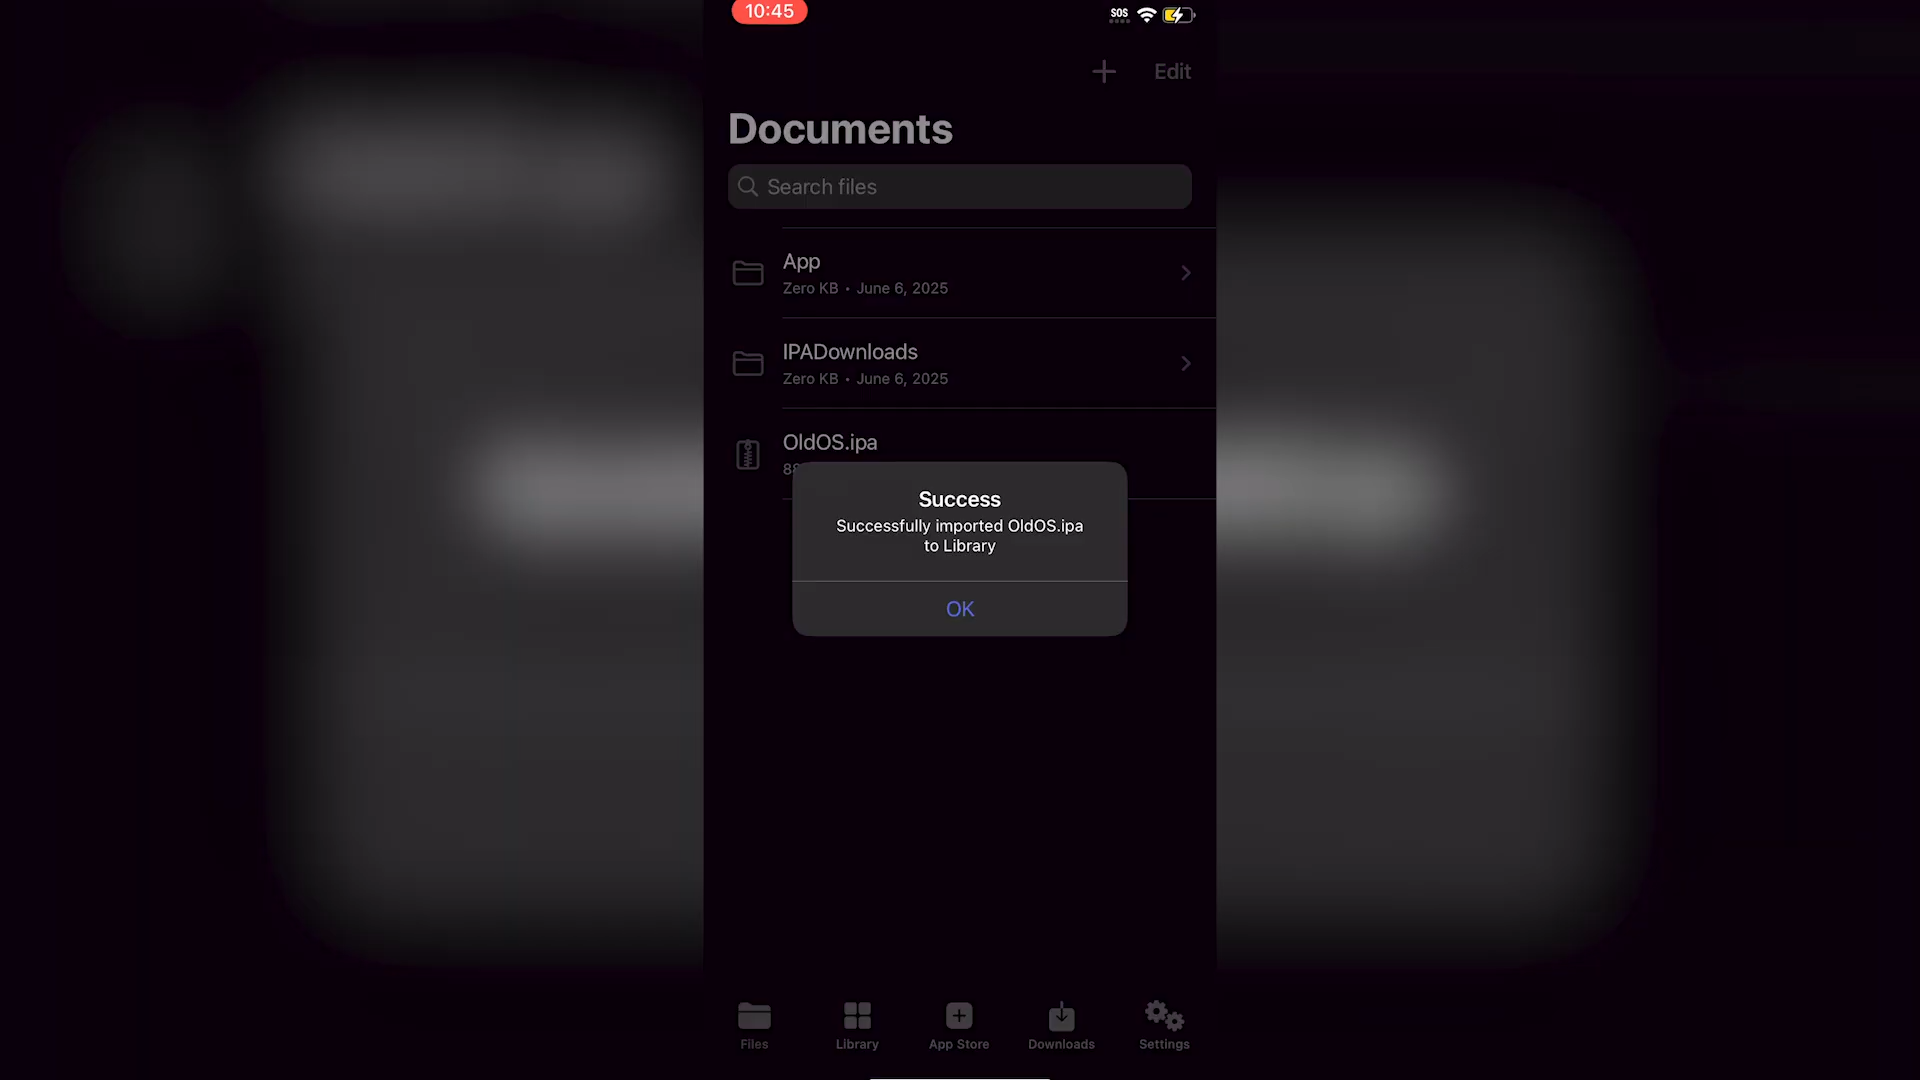 10:45
SOS
Edit
Documents
Search files
App
Zero KB • June 6, 2025
IPADownloads
Zero KB • June 6, 2025
OldOS.ipa
Success
Successfully imported OldOS.ipa
to Library
OK
Files
Library
App Store
Downloads
Settings